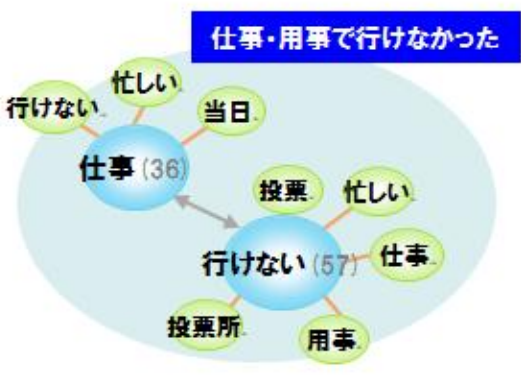 仕事・用事で行けなかった
忙しい
行けない
当日
仕事(36)
投票
忙しい
行けない(57)
仕事
投票所
用事